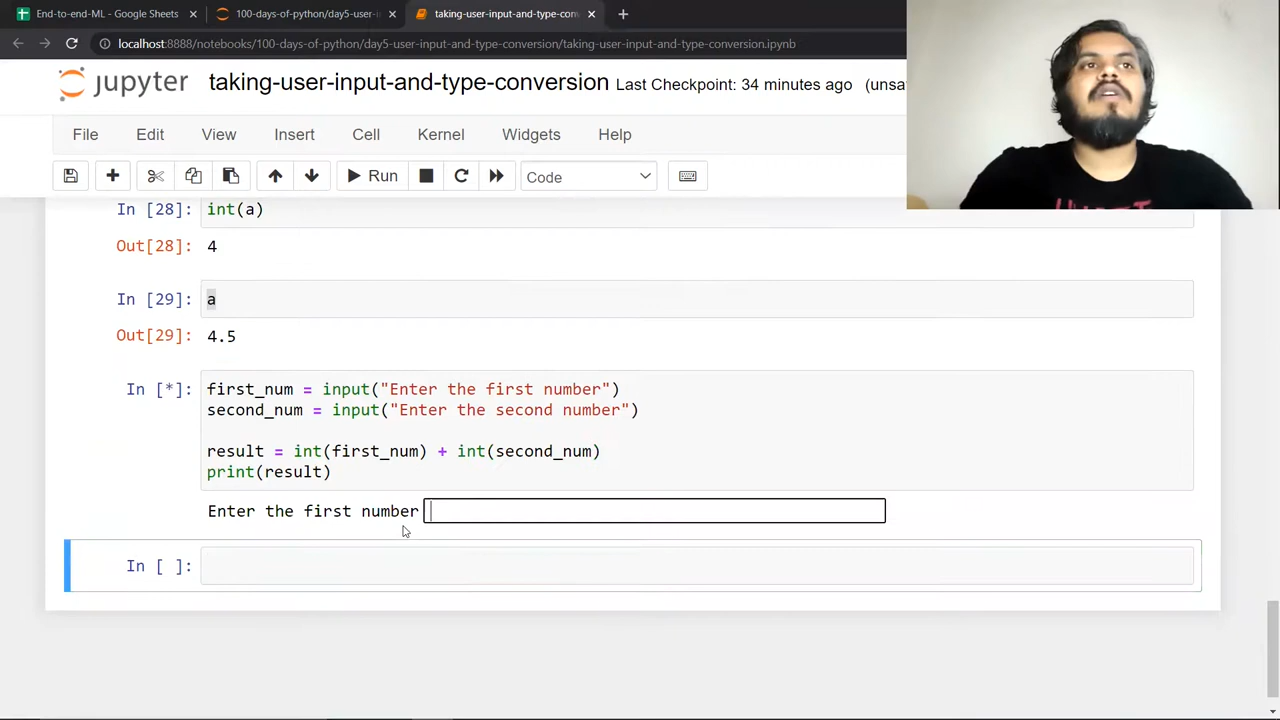 End-to-end-ML - Google Sheets
100-days-of-python/day5-user-in
taking-user-input-and-type-con
localhost:8888/notebooks/100-days-of-python/day5-user-input-and-type-conversion/taking-user-input-and-type-conversion.ipynb
jupyter taking-user-input-and-type-conversion Last Checkpoint: 34 minutes ago (unsa
File Edit View Insert Cell Kernel Widgets Help
Run Code
In [28]: int(a)
Out[28]: 4
In [29]: a
Out[29]: 4.5
In [*]: first_num = input("Enter the first number")
second_num = input("Enter the second number")
result = int(first_num) + int(second_num)
print(result)
Enter the first number
In [ ]: